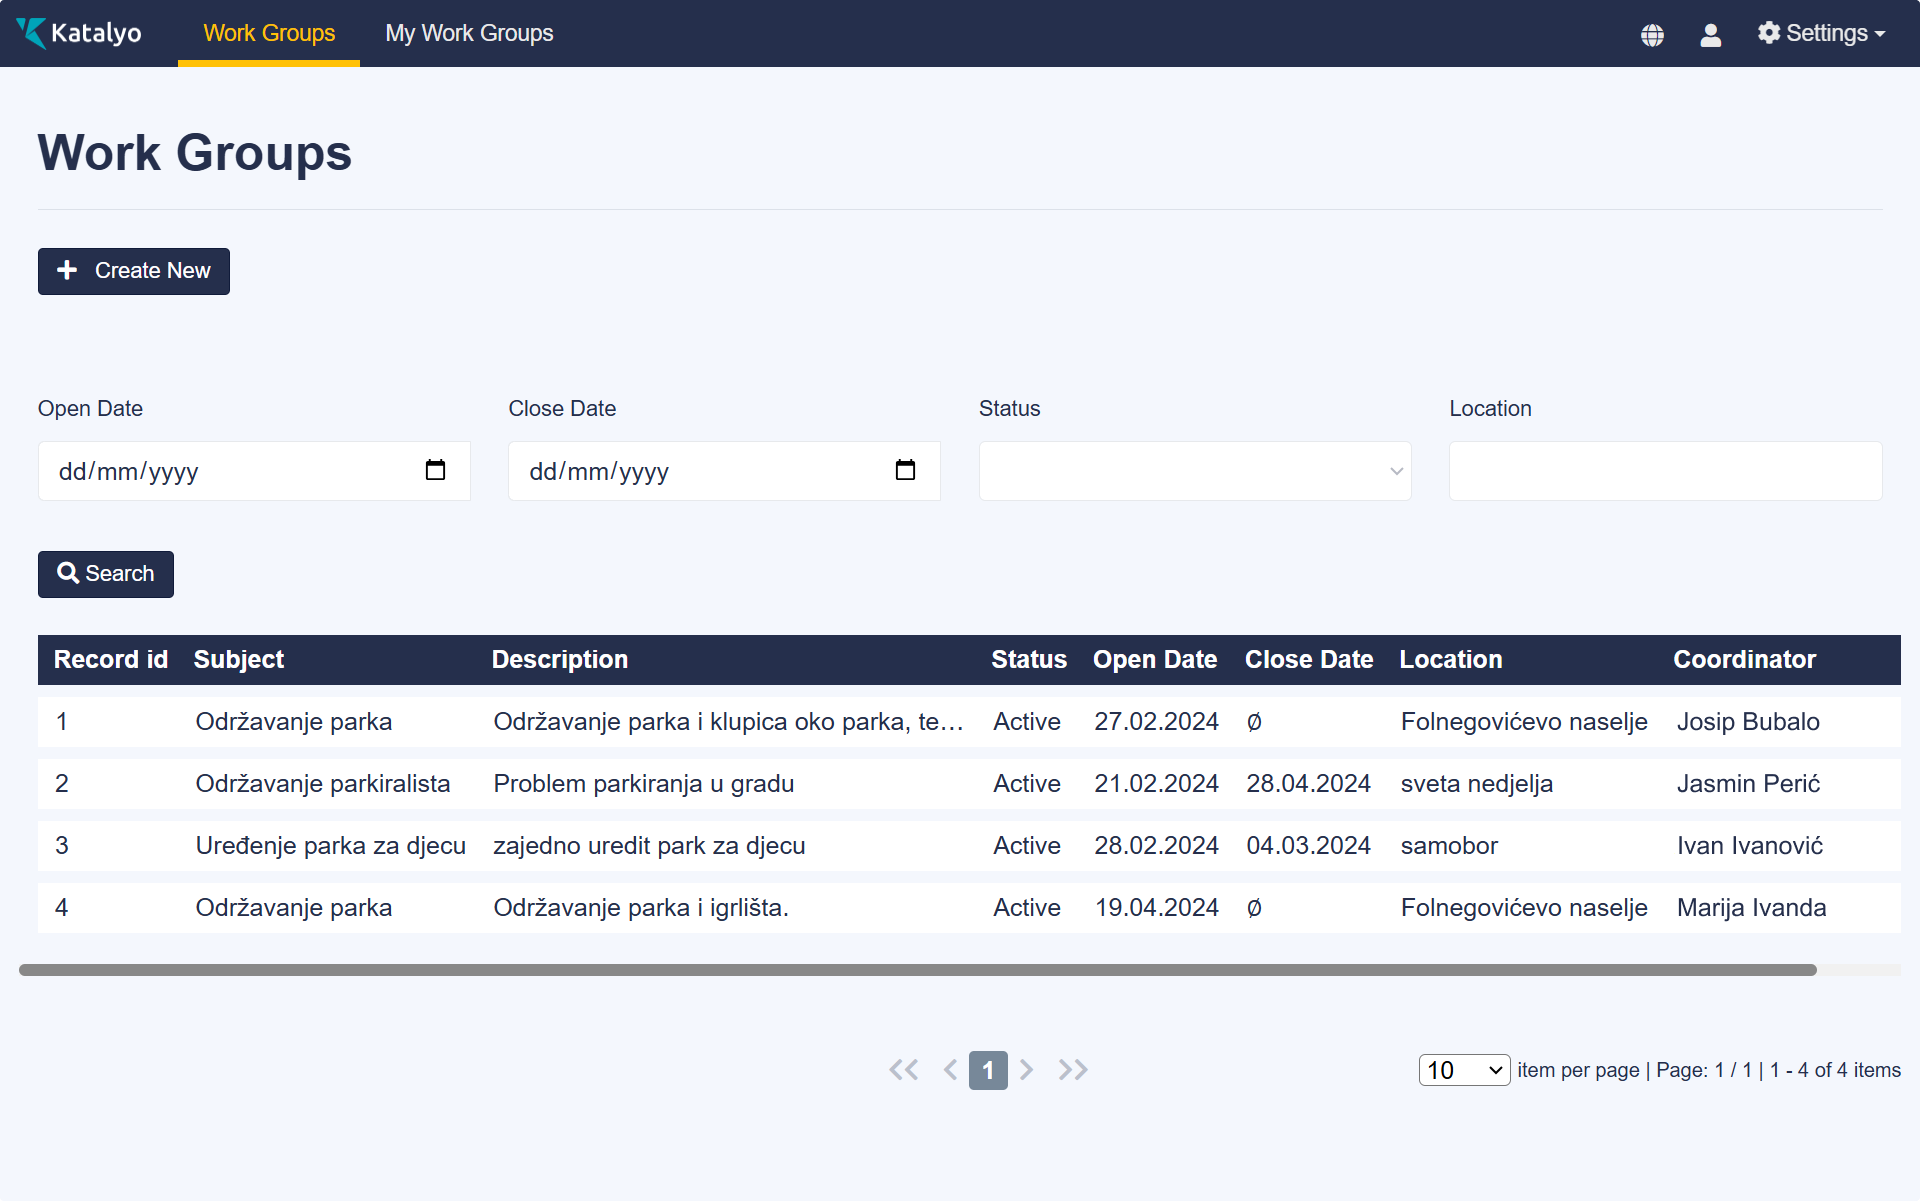 Katalyo Work Groups My Work Groups Settings
Work Groups
Create New
Open Date Close Date Status Location
dd/mm/yyyy dd/mm/yyyy
Search
Record id Subject Description Status Open Date Close Date Location Coordinator
1 Održavanje parka Održavanje parka i klupica oko parka, te... Active 27.02.2024 Ø Folnegovićevo naselje Josip Bubalo
2 Održavanje parkiralista Problem parkiranja u gradu Active 21.02.2024 28.04.2024 sveta nedjelja Jasmin Perić
3 Uređenje parka za djecu zajedno uredit park za djecu Active 28.02.2024 04.03.2024 samobor Ivan Ivanović
4 Održavanje parka Održavanje parka i igrlišta. Active 19.04.2024 Ø Folnegovićevo naselje Marija Ivanda
1 10 item per page | Page: 1 / 1 | 1 - 4 of 4 items